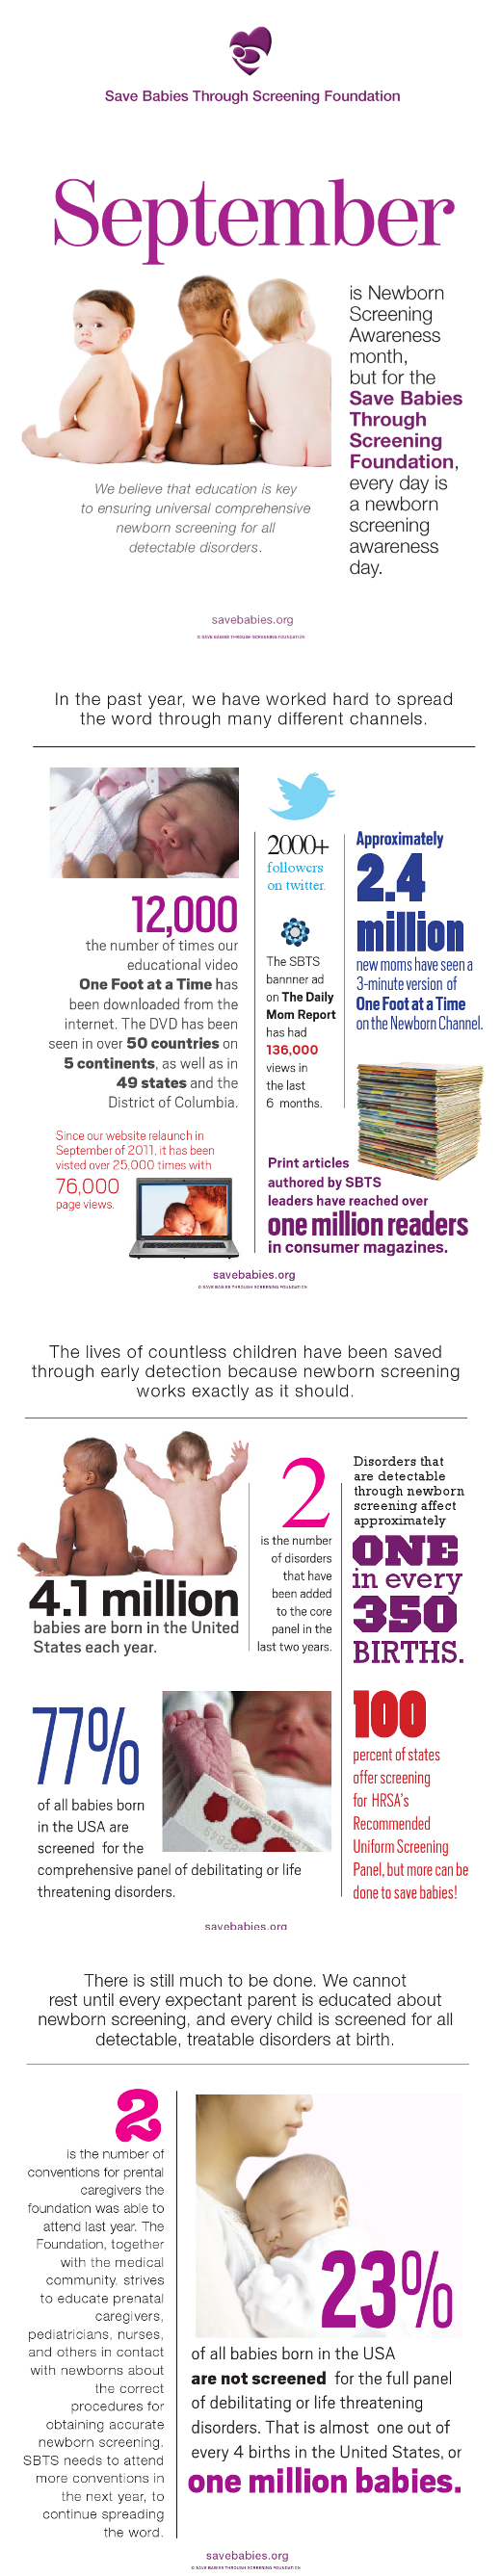 Save Babies Through Screening Foundation
September
is Newborn
Screening
Awareness
month,
but for the
Save Babies
Through
Screening
Foundation,
every day is
a newborn
screening
awareness
day.
We believe that education is key
to ensuring universal comprehensive
newborn screening for all
detectable disorders.
savebabies.org
© SAVE BABIES THROUGH SCREENING FOUNDATION
In the past year, we have worked hard to spread
the word through many different channels.
12,000
the number of times our
educational video
One Foot at a Time has
been downloaded from the
internet. The DVD has been
seen in over 50 countries on
5 continents, as well as in
49 states and the
District of Columbia.
Since our website relaunch in
September of 2011, it has been
visted over 25,000 times with
76,000
page views.
2000+
followers
on twitter.
The SBTS
bannner ad
on The Daily
Mom Report
has had
136,000
views in
the last
6 months.
Approximately
2.4
million
new moms have seen a
3-minute version of
One Foot at a Time
on the Newborn Channel.
Print articles
authored by SBTS
leaders have reached over
one million readers
in consumer magazines.
savebabies.org
© SAVE BABIES THROUGH SCREENING FOUNDATION
The lives of countless children have been saved
through early detection because newborn screening
works exactly as it should.
4.1 million
babies are born in the United
States each year.
2
is the number
of disorders
that have
been added
to the core
panel in the
last two years.
Disorders that
are detectable
through newborn
screening affect
approximately
ONE
in every
350
BIRTHS.
77%
of all babies born
in the USA are
screened for the
comprehensive panel of debilitating or life
threatening disorders.
100
percent of states
offer screening
for HRSA's
Recommended
Uniform Screening
Panel, but more can be
done to save babies!
savebabies.org
There is still much to be done. We cannot
rest until every expectant parent is educated about
newborn screening, and every child is screened for all
detectable, treatable disorders at birth.
2
is the number of
conventions for prental
caregivers the
foundation was able to
attend last year. The
Foundation, together
with the medical
community, strives
to educate prenatal
caregivers,
pediatricians, nurses,
and others in contact
with newborns about
the correct
procedures for
obtaining accurate
newborn screening.
SBTS needs to attend
more conventions in
the next year, to
continue spreading
the word.
23%
of all babies born in the USA
are not screened for the full panel
of debilitating or life threatening
disorders. That is almost one out of
every 4 births in the United States, or
one million babies.
savebabies.org
© SAVE BABIES THROUGH SCREENING FOUNDATION